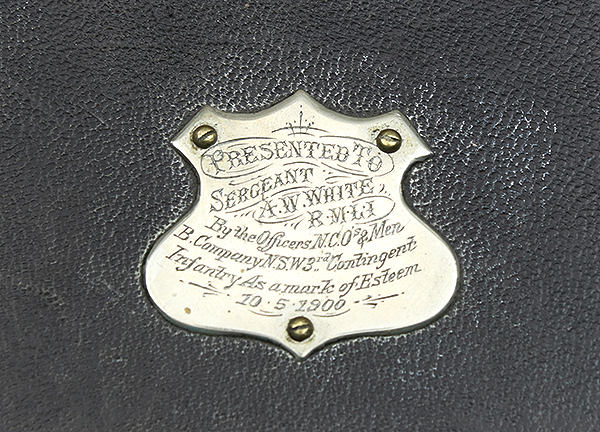 PRESENTED TO
SERGEANT
A.W. WHITE,
R.M.L.I
By the Officers N.C.Os & Men
B. Company N.S.W 3rd Contingent
Infantry As a mark of Esteem
10·5·1900